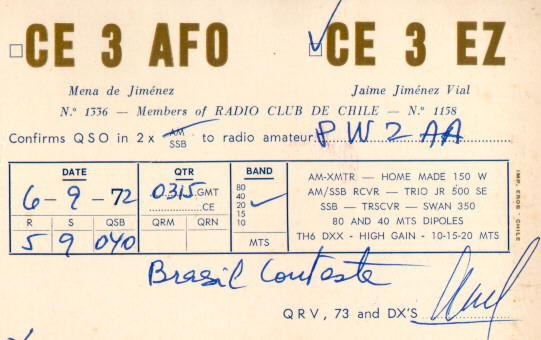 CE 3 AFO ✓ CE 3 EZ
Mena de Jiménez Jaime Jiménez Vial
N.° 1336 — Members of RADIO CLUB DE CHILE — N.° 1158
Confirms QSO in 2 x AM SSB to radio amateur PW2AA
DATE QTR BAND
6-9-72 0315 GMT
CE
80
40
20 ✓
15
10
MTS
R S QSB QRM QRN
5 9 040
AM-XMTR — HOME MADE 150 W
AM/SSB RCVR — TRIO JR 500 SE
SSB — TRSCVR — SWAN 350
80 AND 40 MTS DIPOLES
TH6 DXX - HIGH GAIN - 10-15-20 MTS
IMP. EROS - CHILE
Brasil Conteste
QRV, 73 and DX'S